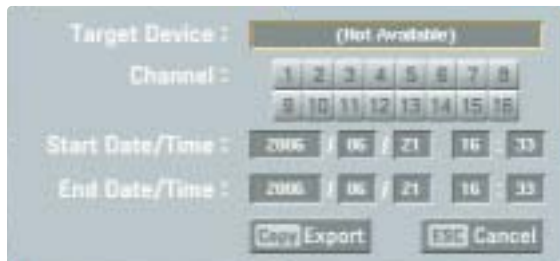 Target Device : (Not Available)
Channel : 1 2 3 4 5 6 7 8
9 10 11 12 13 14 15 16
Start Date/Time : 2006 / 06 / 21 16 : 33
End Date/Time : 2006 / 06 / 21 16 : 33
Copy Export ESC Cancel